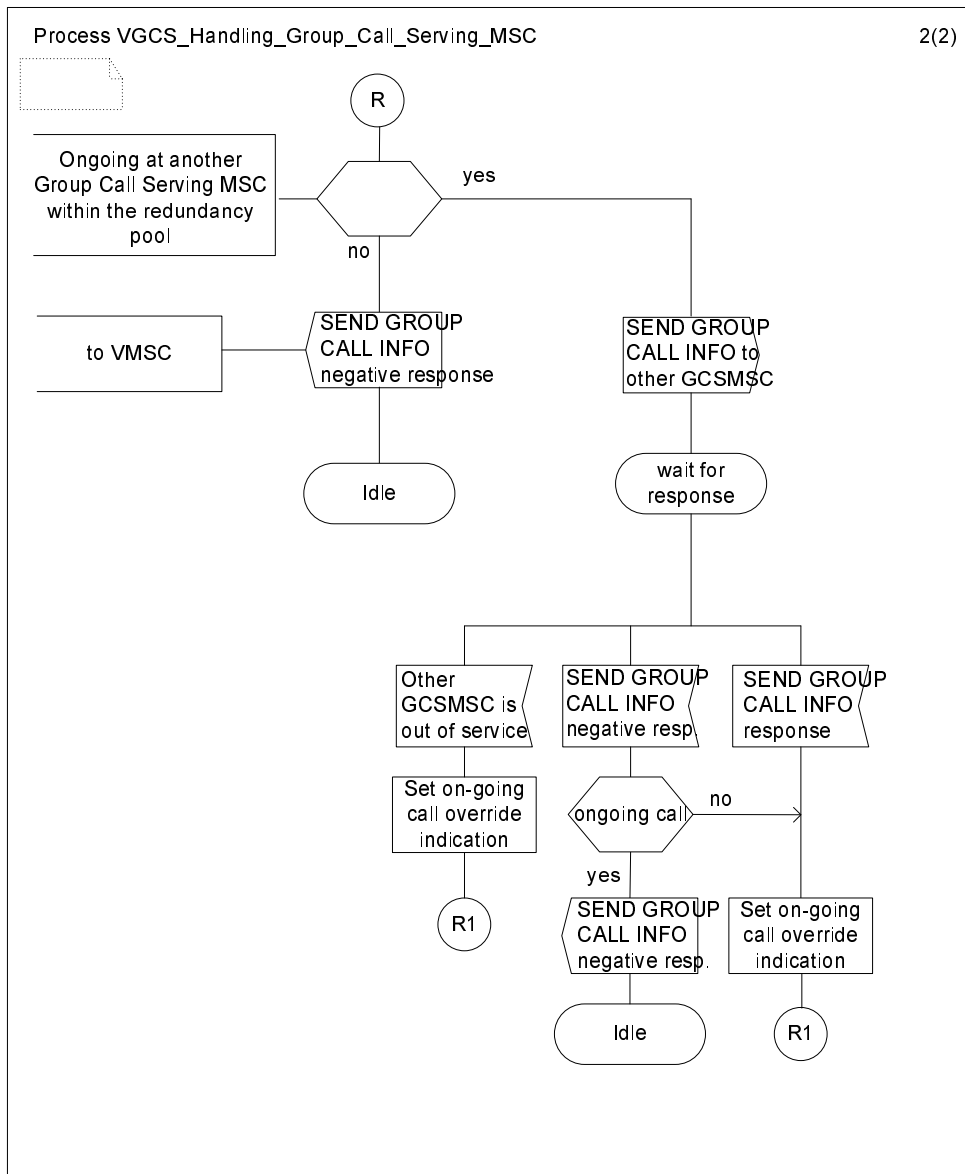 Process VGCS_Handling_Group_Call_Serving_MSC
2(2)
R
Ongoing at another
Group Call Serving MSC
within the redundancy
pool
yes
no
SEND GROUP
CALL INFO
negative response
to VMSC
SEND GROUP
CALL INFO to
other GCSMSC
Idle
wait for
response
Other
GCSMSC is
out of service
SEND GROUP
CALL INFO
negative resp.
SEND GROUP
CALL INFO
response
Set on-going
call override
indication
ongoing call
no
yes
R1
SEND GROUP
CALL INFO
negative resp.
Set on-going
call override
indication
Idle
R1